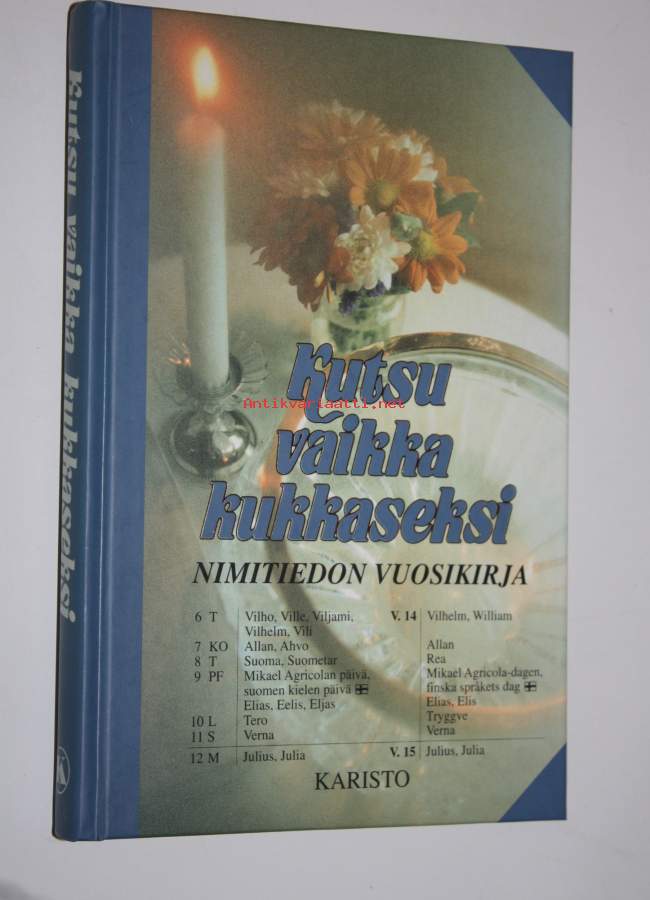 Kutsu vaikka kukkaseksi
Kutsu
Antikvariaatti.net
vaikka
kukkaseksi
NIMITIEDON VUOSIKIRJA
6 T Vilho, Ville, Viljami, V. 14 Vilhelm, William
Vilhelm, Vili
7 KO Allan, Ahvo Allan
8 T Suoma, Suometar Rea
9 PF Mikael Agricolan päivä, Mikael Agricola-dagen,
suomen kielen päivä finska språkets dag
Elias, Eelis, Eljas Elias, Elis
10 L Tero Tryggve
11 S Verna Verna
12 M Julius, Julia V. 15 Julius, Julia
KARISTO